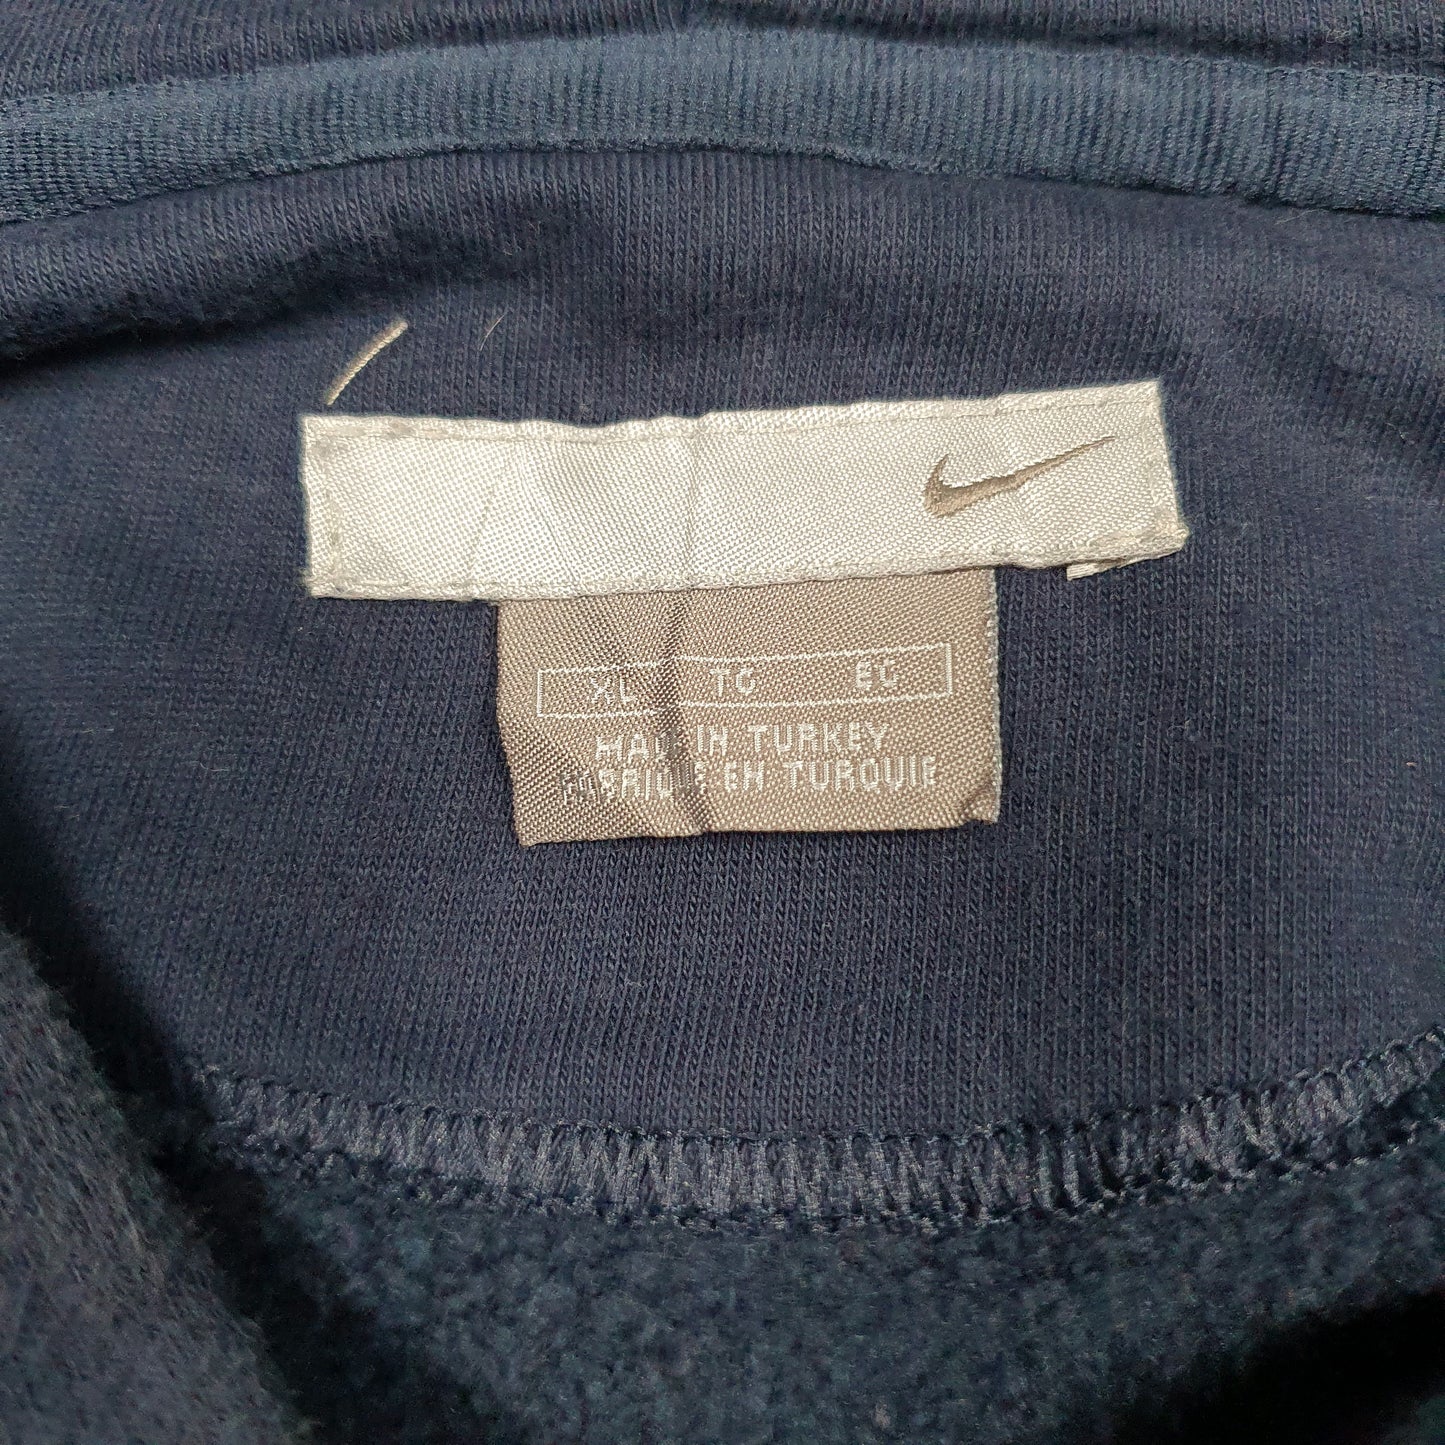 XL TG EG
MADE IN TURKEY
FABRIQUE EN TURQUIE